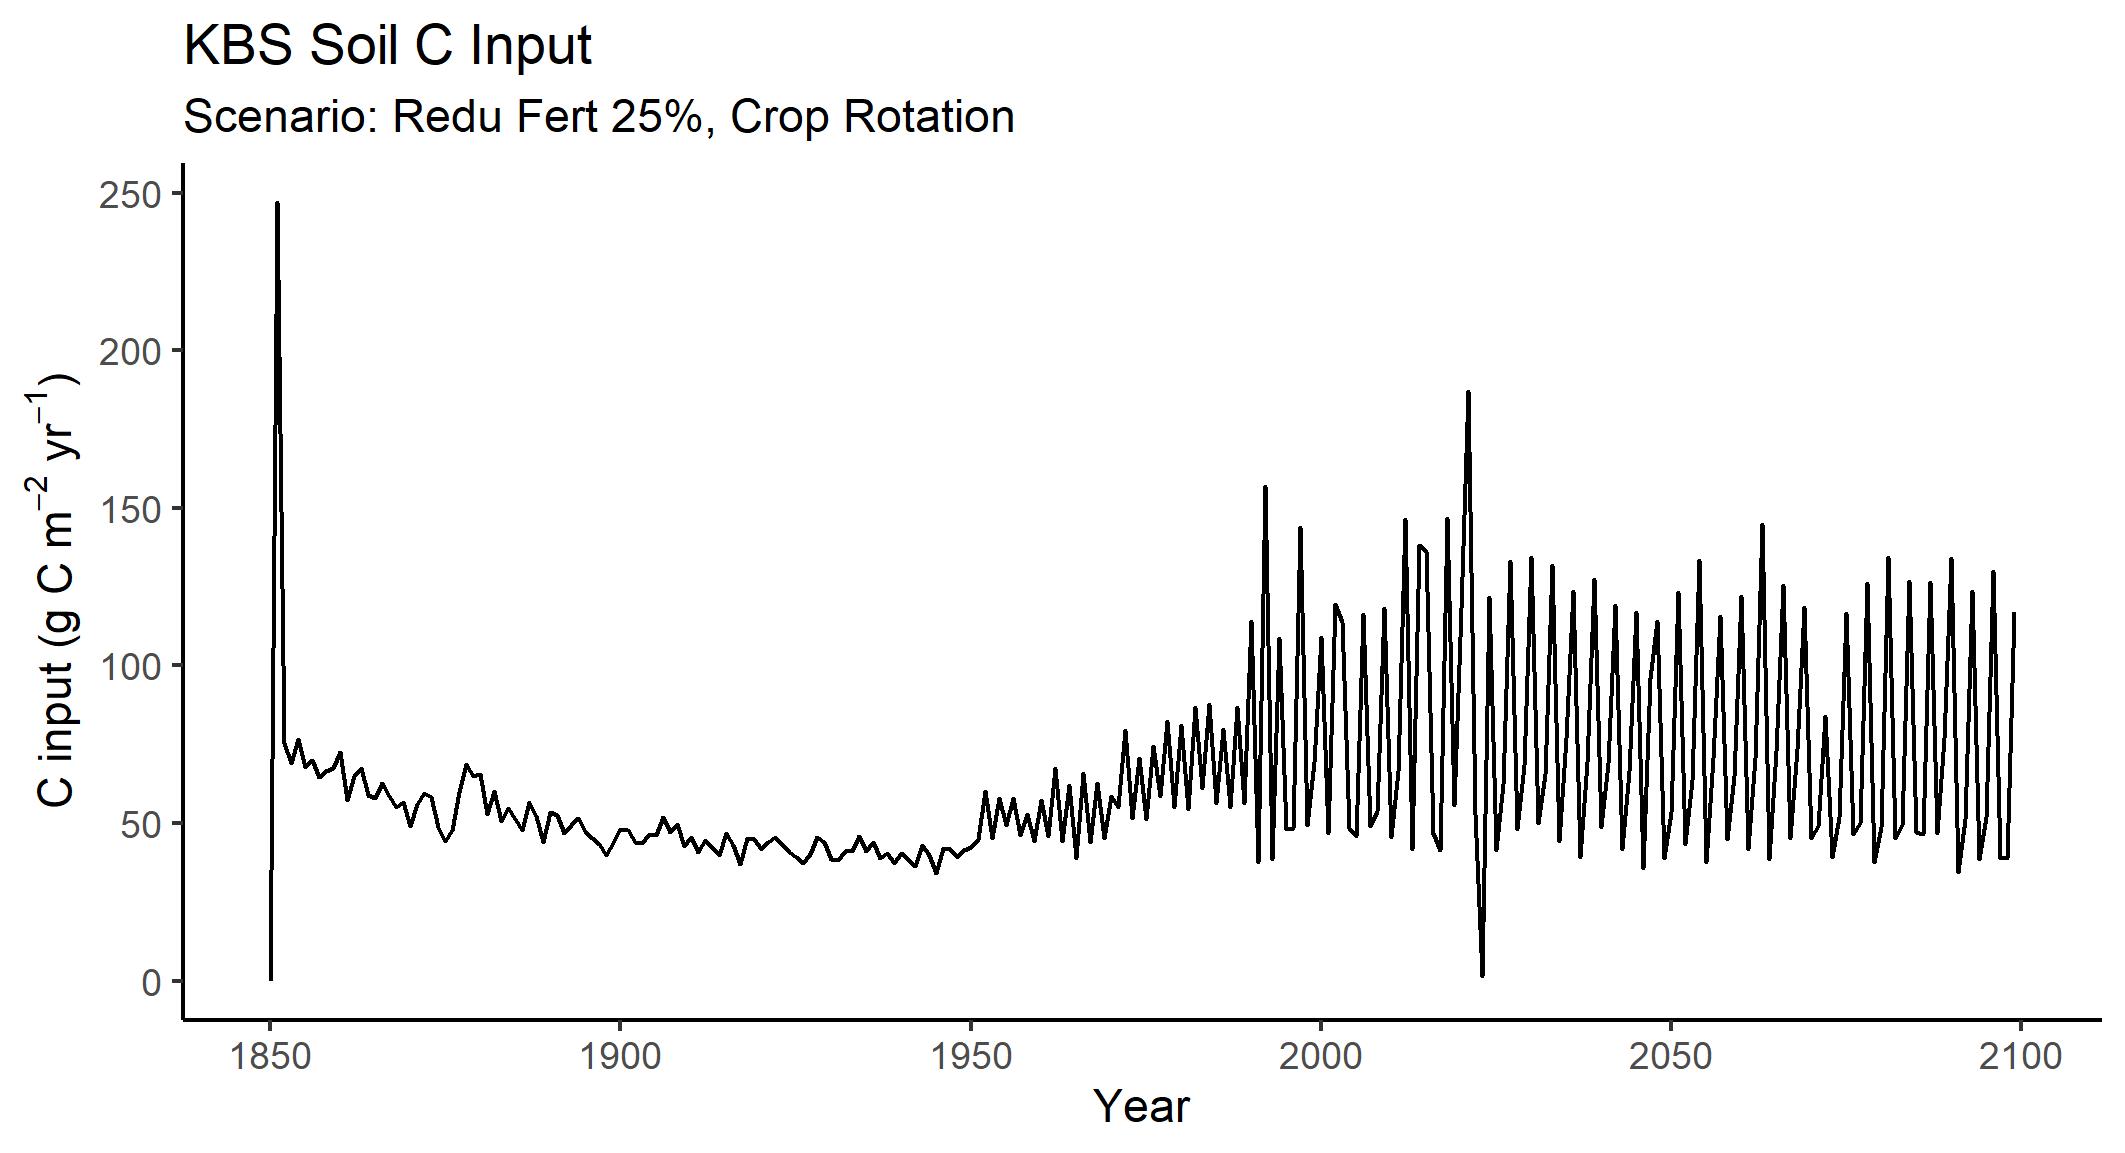 KBS Soil C Input
Scenario: Redu Fert 25%, Crop Rotation
C input (g C m⁻² yr⁻¹)
250
200
150
100
50
0
1850 1900 1950 2000 2050 2100
Year